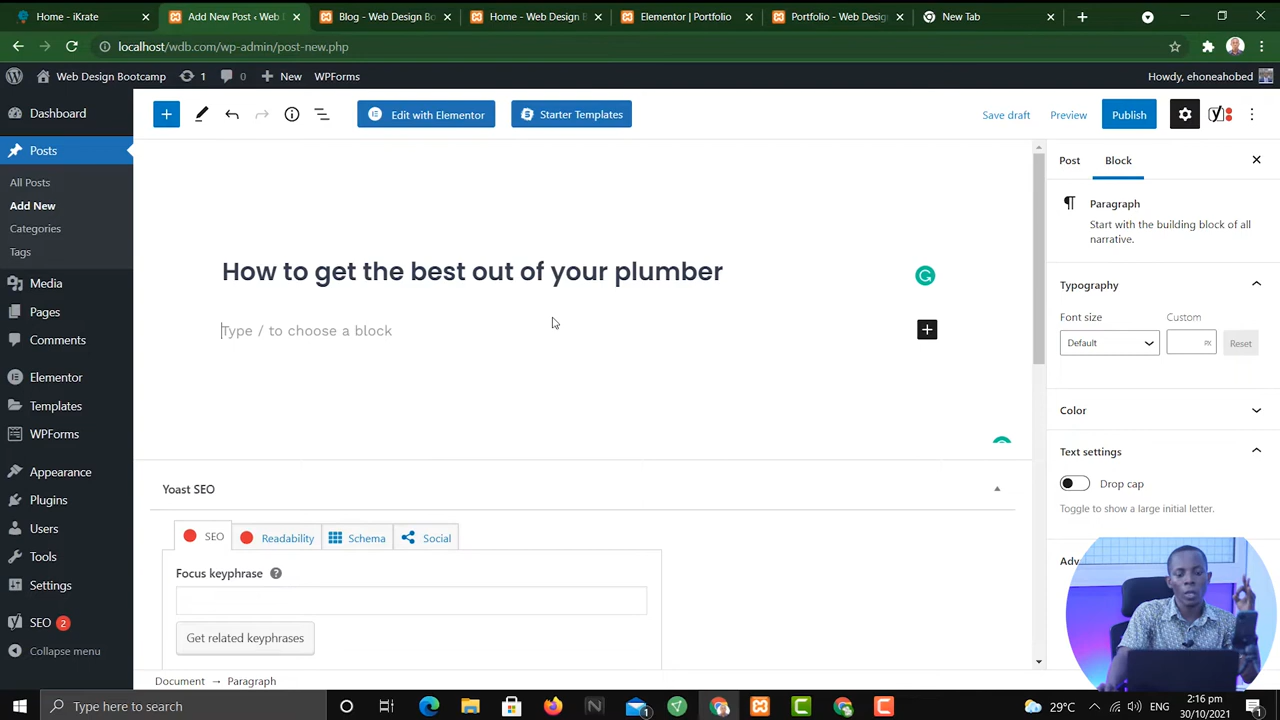 Home - iKrate
Add New Post ‹ Web D
Blog - Web Design Bo
Home - Web Design B
Elementor | Portfolio
Portfolio - Web Desig
New Tab
localhost/wdb.com/wp-admin/post-new.php
Web Design Bootcamp
1
0
New
WPForms
Howdy, ehoneahobed
Dashboard
Posts
All Posts
Add New
Categories
Tags
Media
Pages
Comments
Elementor
Templates
WPForms
Appearance
Plugins
Users
Tools
Settings
SEO 2
Collapse menu
Edit with Elementor
Starter Templates
Save draft
Preview
Publish
How to get the best out of your plumber
Type / to choose a block
Yoast SEO
SEO
Readability
Schema
Social
Focus keyphrase
Get related keyphrases
Document → Paragraph
Post
Block
Paragraph
Start with the building block of all
narrative.
Typography
Font size
Custom
Default
PX
Reset
Color
Text settings
Drop cap
Toggle to show a large initial letter.
Adv
Type here to search
1
29°C
ENG
2:16 pm
30/10/2021
1